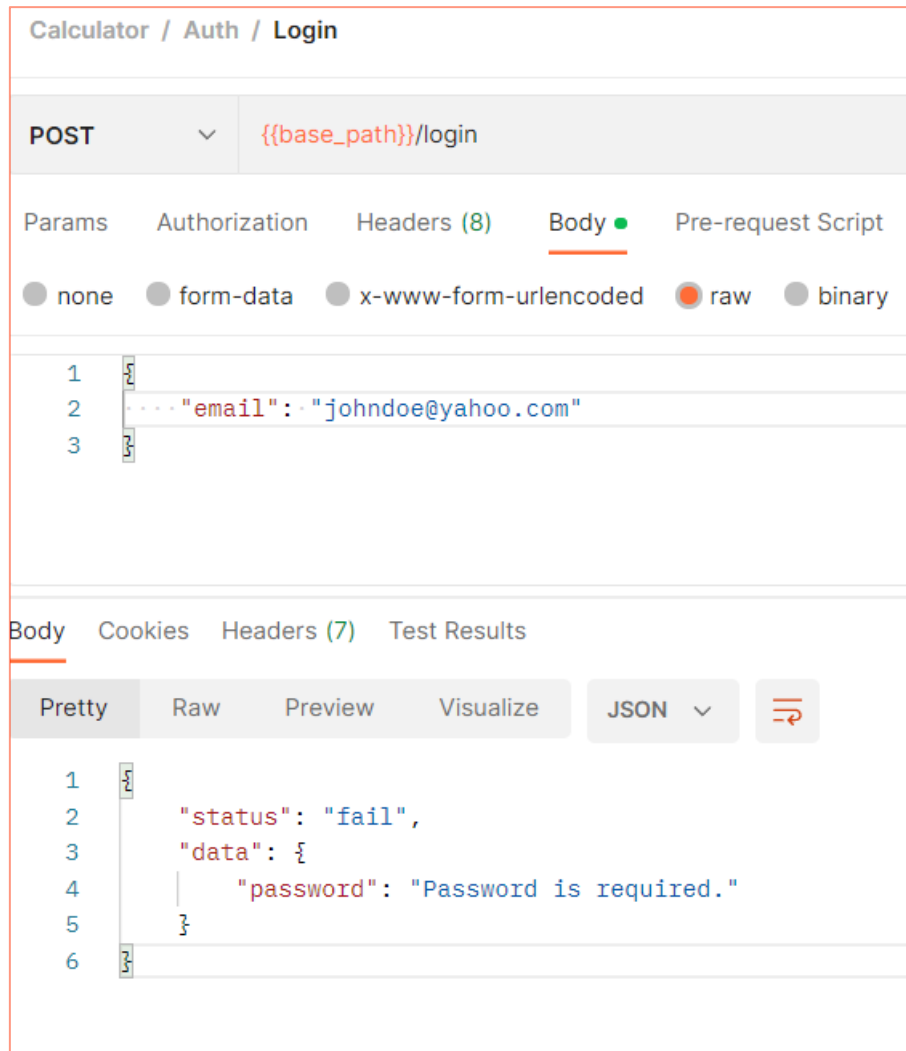 Calculator / Auth / Login
POST {{base_path}}/login
Params Authorization Headers (8) Body Pre-request Script
none form-data x-www-form-urlencoded raw binary
1 {
2 "email": "johndoe@yahoo.com"
3 }
Body Cookies Headers (7) Test Results
Pretty Raw Preview Visualize JSON
1 {
2 "status": "fail",
3 "data": {
4 "password": "Password is required."
5 }
6 }